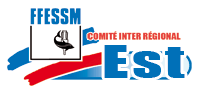 FFESSM
COMITÉ INTER RÉGIONAL
Est